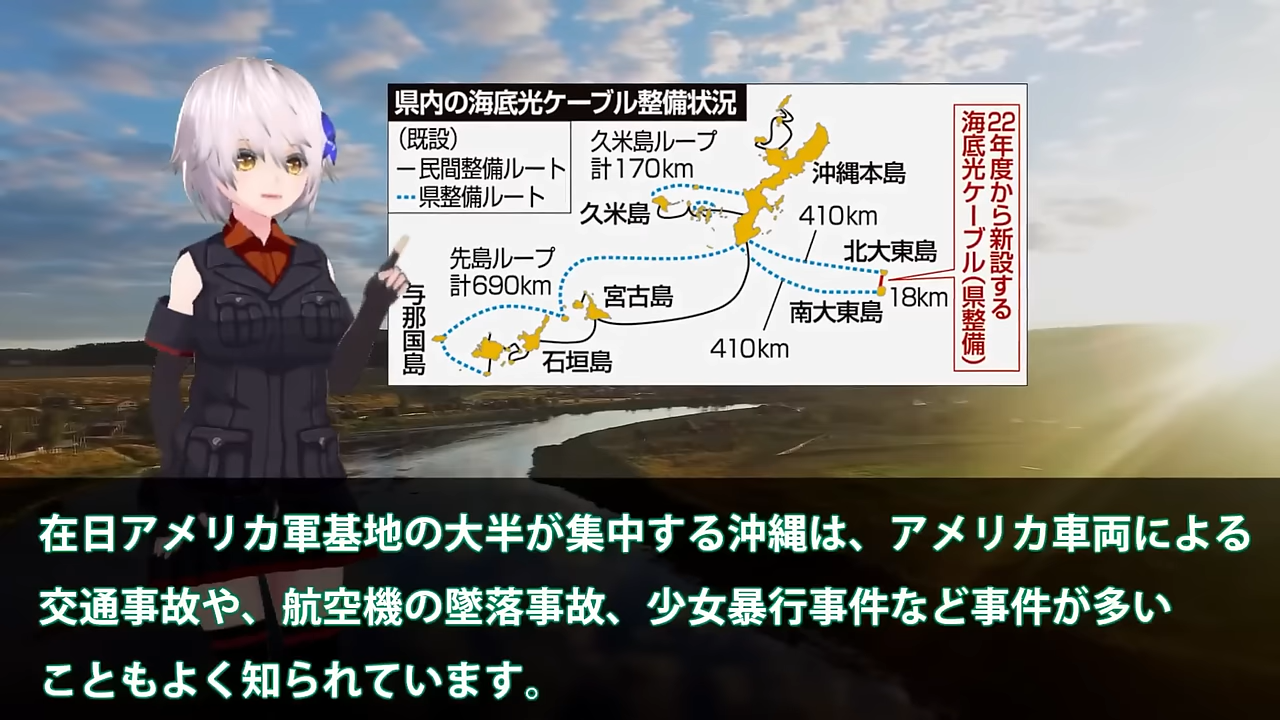 県内の海底光ケーブル整備状況
（既設）
民間整備ルート
県整備ルート
久米島ループ
計170km
沖縄本島
久米島
410km
北大東島
先島ループ
計690km
宮古島
18km
南大東島
与那国島
石垣島
410km
22年度から新設する
海底光ケーブル（県整備）
在日アメリカ軍基地の大半が集中する沖縄は、アメリカ車両による
交通事故や、航空機の墜落事故、少女暴行事件など事件が多い
こともよく知られています。